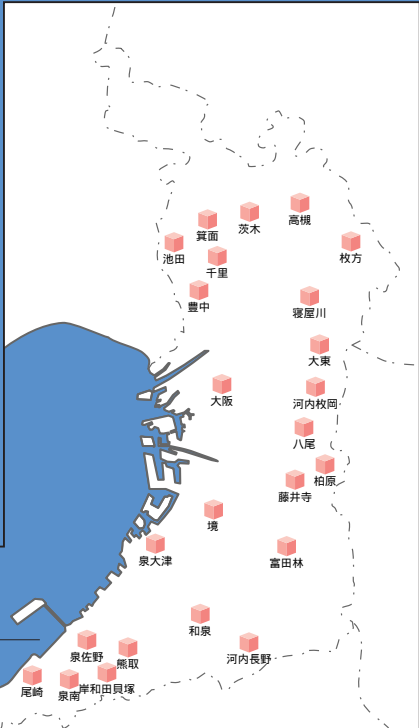 高槻
茨木
箕面
枚方
池田
千里
豊中
寝屋川
大東
大阪
河内枚岡
八尾
柏原
藤井寺
境
泉大津
富田林
和泉
泉佐野
熊取
河内長野
尾崎
泉南
岸和田貝塚